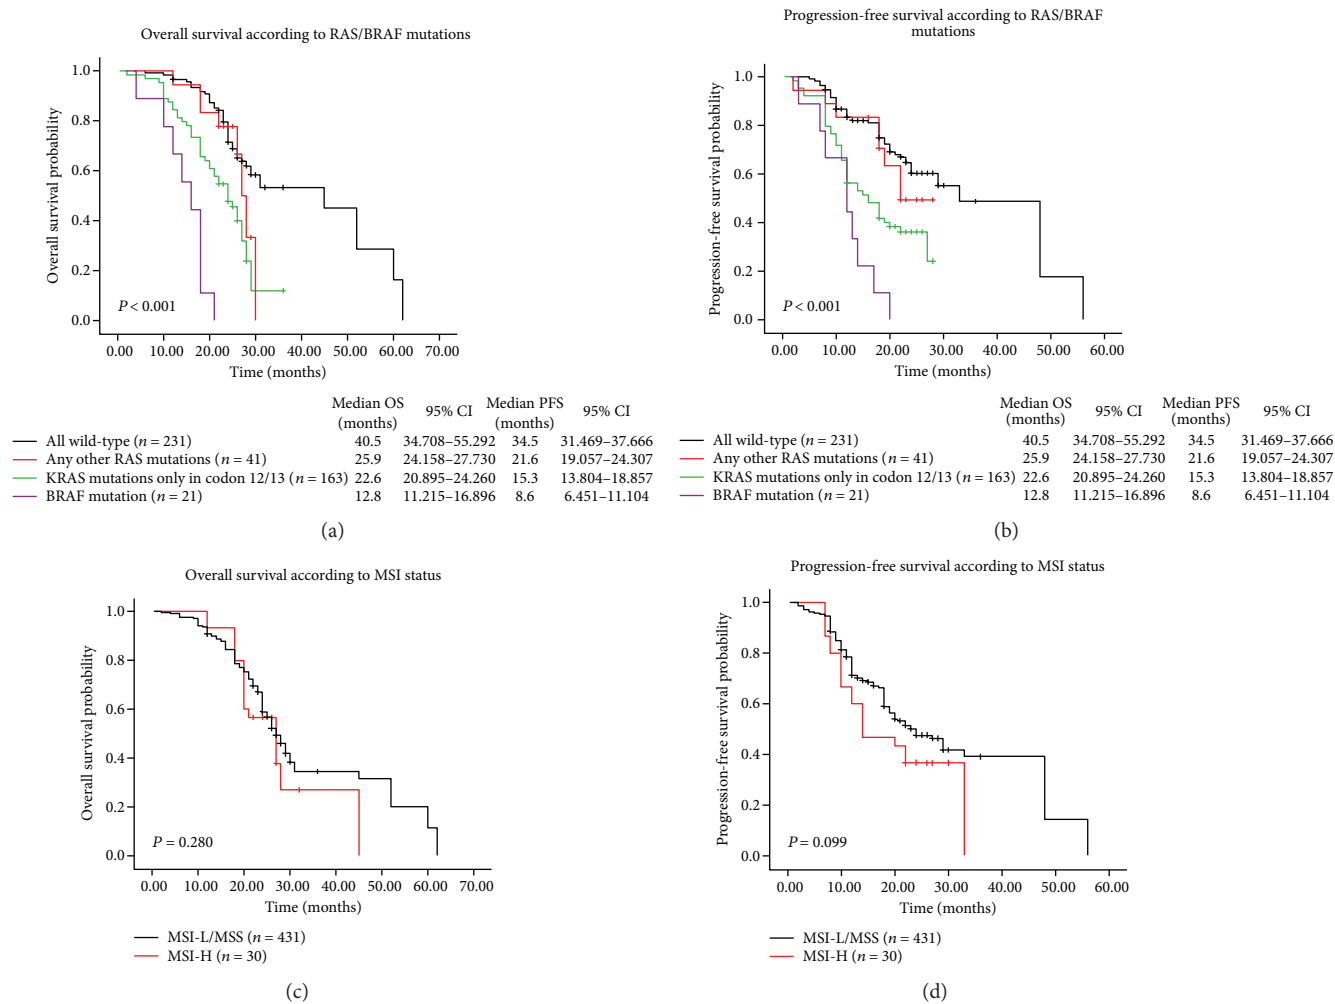 Overall survival according to RAS/BRAF mutations
Overall survival probability
1.0
0.8
0.6
0.4
0.2
0.0
P < 0.001
0.00 10.00 20.00 30.00 40.00 50.00 60.00 70.00
Time (months)
Median OS (months) 95% CI Median PFS (months) 95% CI
All wild-type (n = 231) 40.5 34.708–55.292 34.5 31.469–37.666
Any other RAS mutations (n = 41) 25.9 24.158–27.730 21.6 19.057–24.307
KRAS mutations only in codon 12/13 (n = 163) 22.6 20.895–24.260 15.3 13.804–18.857
BRAF mutation (n = 21) 12.8 11.215–16.896 8.6 6.451–11.104
(a)
Progression-free survival according to RAS/BRAF
mutations
Progression-free survival probability
1.0
0.8
0.6
0.4
0.2
0.0
P < 0.001
0.00 10.00 20.00 30.00 40.00 50.00 60.00
Time (months)
Median OS (months) 95% CI Median PFS (months) 95% CI
All wild-type (n = 231) 40.5 34.708–55.292 34.5 31.469–37.666
Any other RAS mutations (n = 41) 25.9 24.158–27.730 21.6 19.057–24.307
KRAS mutations only in codon 12/13 (n = 163) 22.6 20.895–24.260 15.3 13.804–18.857
BRAF mutation (n = 21) 12.8 11.215–16.896 8.6 6.451–11.104
(b)
Overall survival according to MSI status
Overall survival probability
1.0
0.8
0.6
0.4
0.2
0.0
P = 0.280
0.00 10.00 20.00 30.00 40.00 50.00 60.00 70.00
Time (months)
MSI-L/MSS (n = 431)
MSI-H (n = 30)
(c)
Progression-free survival according to MSI status
Progression-free survival probability
1.0
0.8
0.6
0.4
0.2
0.0
P = 0.099
0.00 10.00 20.00 30.00 40.00 50.00 60.00
Time (months)
MSI-L/MSS (n = 431)
MSI-H (n = 30)
(d)